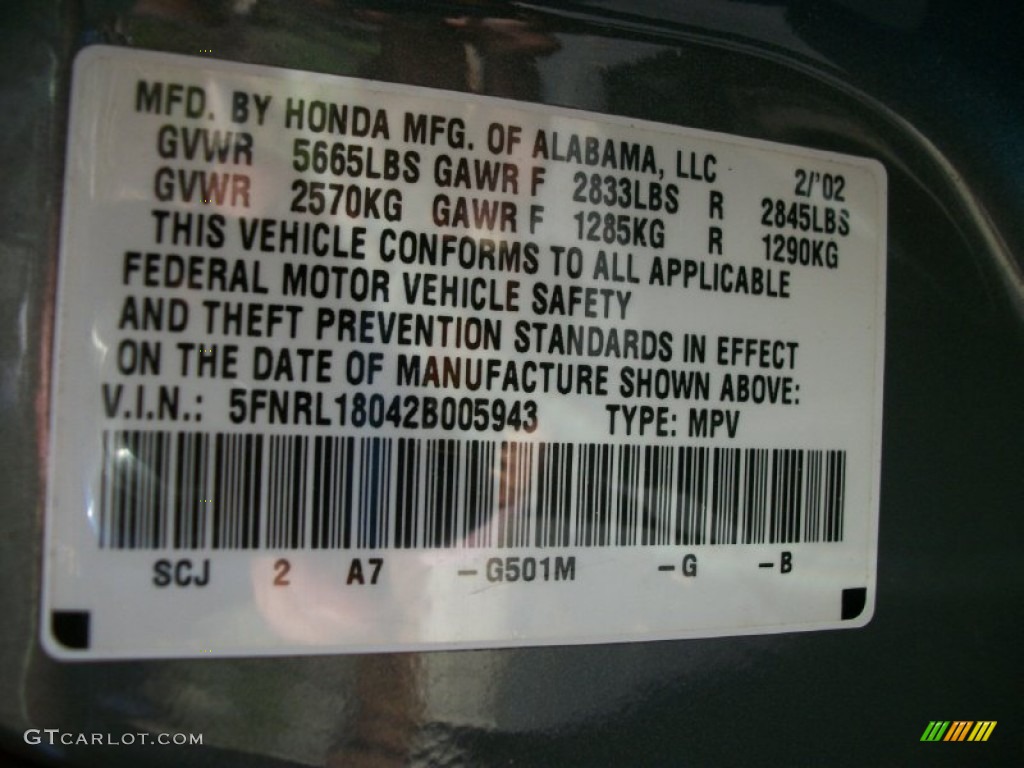 MFD. BY HONDA MFG. OF ALABAMA, LLC 2/'02
GVWR 5665LBS GAWR F 2833LBS R 2845LBS
GVWR 2570KG GAWR F 1285KG R 1290KG
THIS VEHICLE CONFORMS TO ALL APPLICABLE
FEDERAL MOTOR VEHICLE SAFETY
AND THEFT PREVENTION STANDARDS IN EFFECT
ON THE DATE OF MANUFACTURE SHOWN ABOVE:
V.I.N.: 5FNRL18042B005943 TYPE: MPV
SCJ 2 A7 -G501M -G -B
GTCARLOT.COM